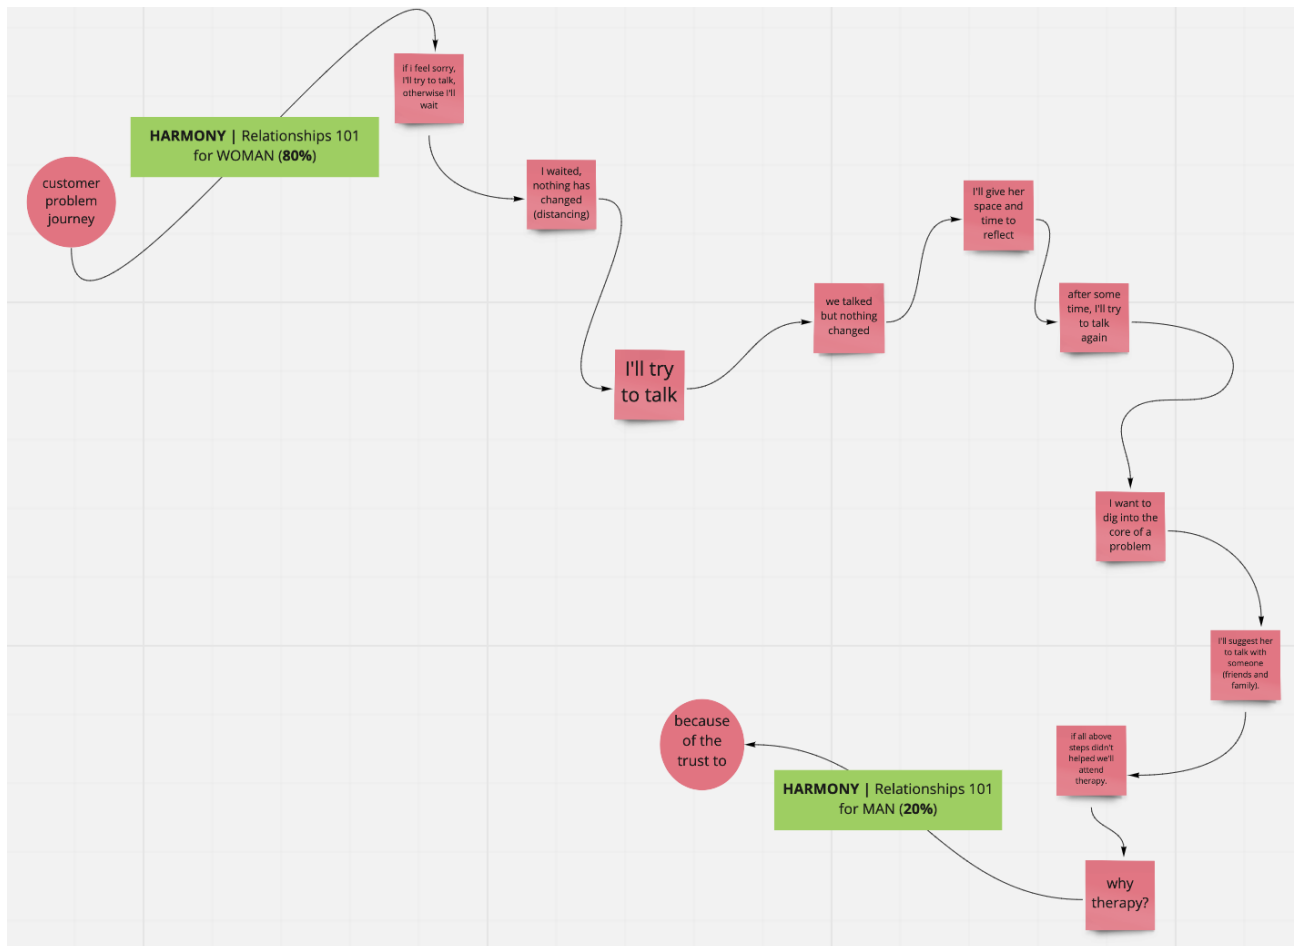 if i feel sorry,
I'll try to talk,
otherwise I'll
wait
HARMONY | Relationships 101
for WOMAN (80%)
customer
problem
journey
I waited,
nothing has
changed
(distancing)
I'll try
to talk
we talked
but nothing
changed
I'll give her
space and
time to
reflect
after some
time, I'll try
to talk
again
I want to
dig into the
core of a
problem
I'll suggest her
to talk with
someone
(friends and
family).
if all above
steps didn't
helped we'll
attend
therapy.
why
therapy?
HARMONY | Relationships 101
for MAN (20%)
because
of the
trust to